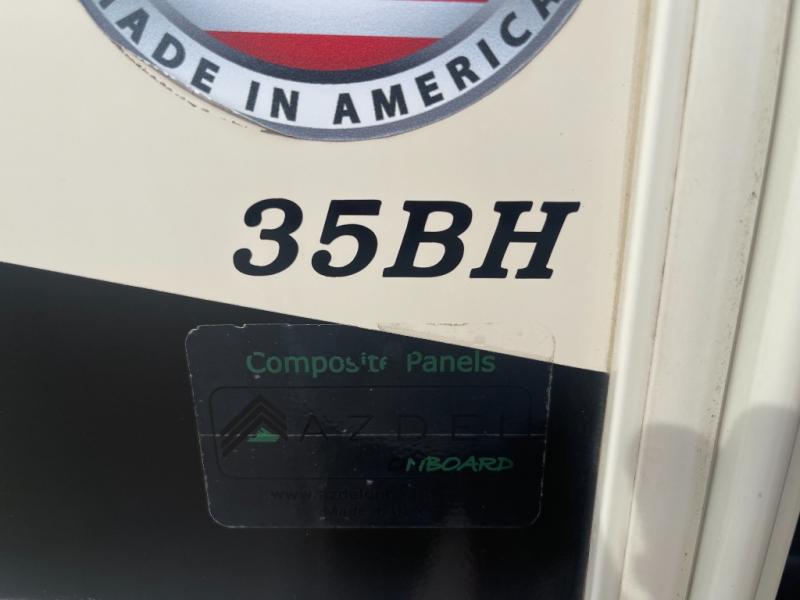 MADE IN AMERICA
35BH
Composite Panels
AZDEL
ONBOARD